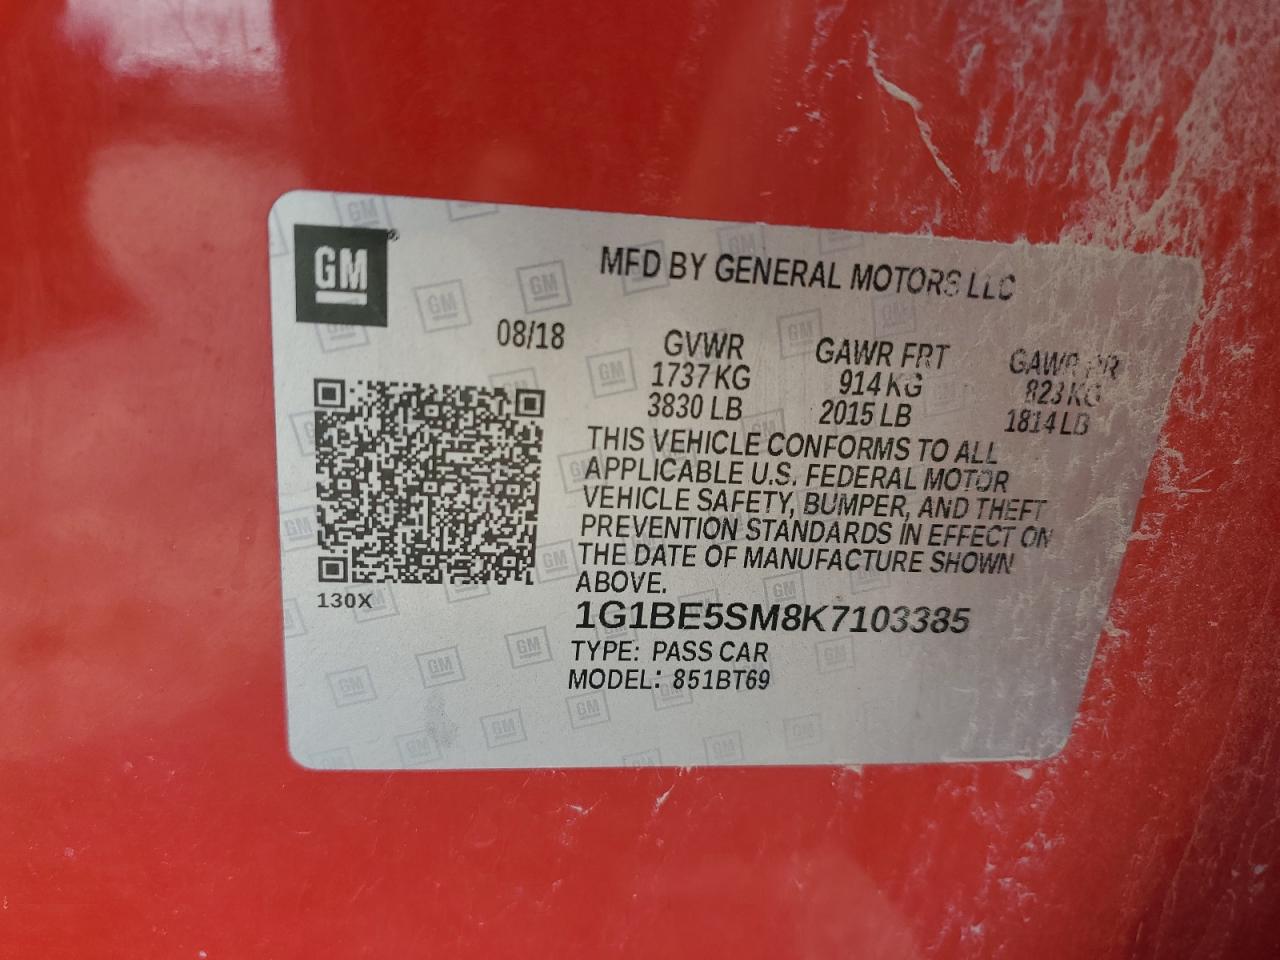 GM
MFD BY GENERAL MOTORS LLC
08/18
GVWR GAWR FRT GAWR RR
1737 KG 914 KG 823 KG
3830 LB 2015 LB 1814 LB
THIS VEHICLE CONFORMS TO ALL
APPLICABLE U.S. FEDERAL MOTOR
VEHICLE SAFETY, BUMPER, AND THEFT
PREVENTION STANDARDS IN EFFECT ON
THE DATE OF MANUFACTURE SHOWN
ABOVE.
130X
1G1BE5SM8K7103385
TYPE: PASS CAR
MODEL: 851BT69